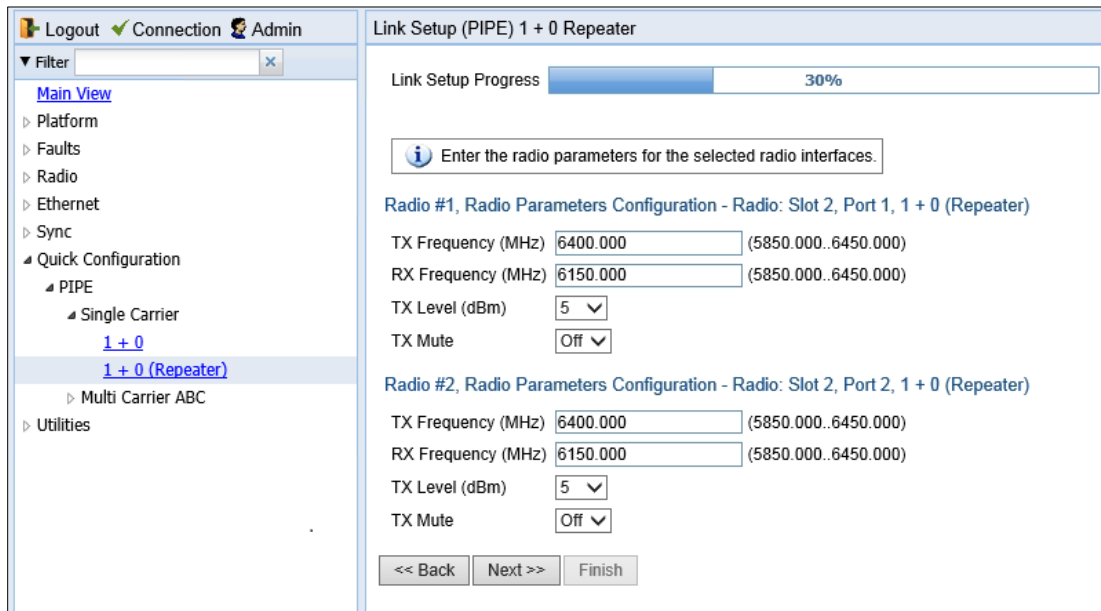 Logout Connection Admin
Filter
Main View
Platform
Faults
Radio
Ethernet
Sync
Quick Configuration
PIPE
Single Carrier
1 + 0
1 + 0 (Repeater)
Multi Carrier ABC
Utilities
Link Setup (PIPE) 1 + 0 Repeater
Link Setup Progress 30%
Enter the radio parameters for the selected radio interfaces.
Radio #1, Radio Parameters Configuration - Radio: Slot 2, Port 1, 1 + 0 (Repeater)
TX Frequency (MHz) 6400.000 (5850.000..6450.000)
RX Frequency (MHz) 6150.000 (5850.000..6450.000)
TX Level (dBm) 5
TX Mute Off
Radio #2, Radio Parameters Configuration - Radio: Slot 2, Port 2, 1 + 0 (Repeater)
TX Frequency (MHz) 6400.000 (5850.000..6450.000)
RX Frequency (MHz) 6150.000 (5850.000..6450.000)
TX Level (dBm) 5
TX Mute Off
<< Back Next >> Finish